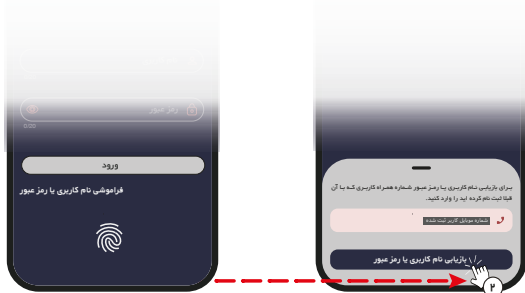 رمز عبور
ورود
فراموشی نام کاربری یا رمز عبور
برای بازیابی نام کاربری یا رمز عبور شماره همراه کاربری که با آن
قبلا ثبت نام کرده اید را وارد کنید.
شماره موبایل کاربر ثبت شده
بازیابی نام کاربری یا رمز عبور
۲